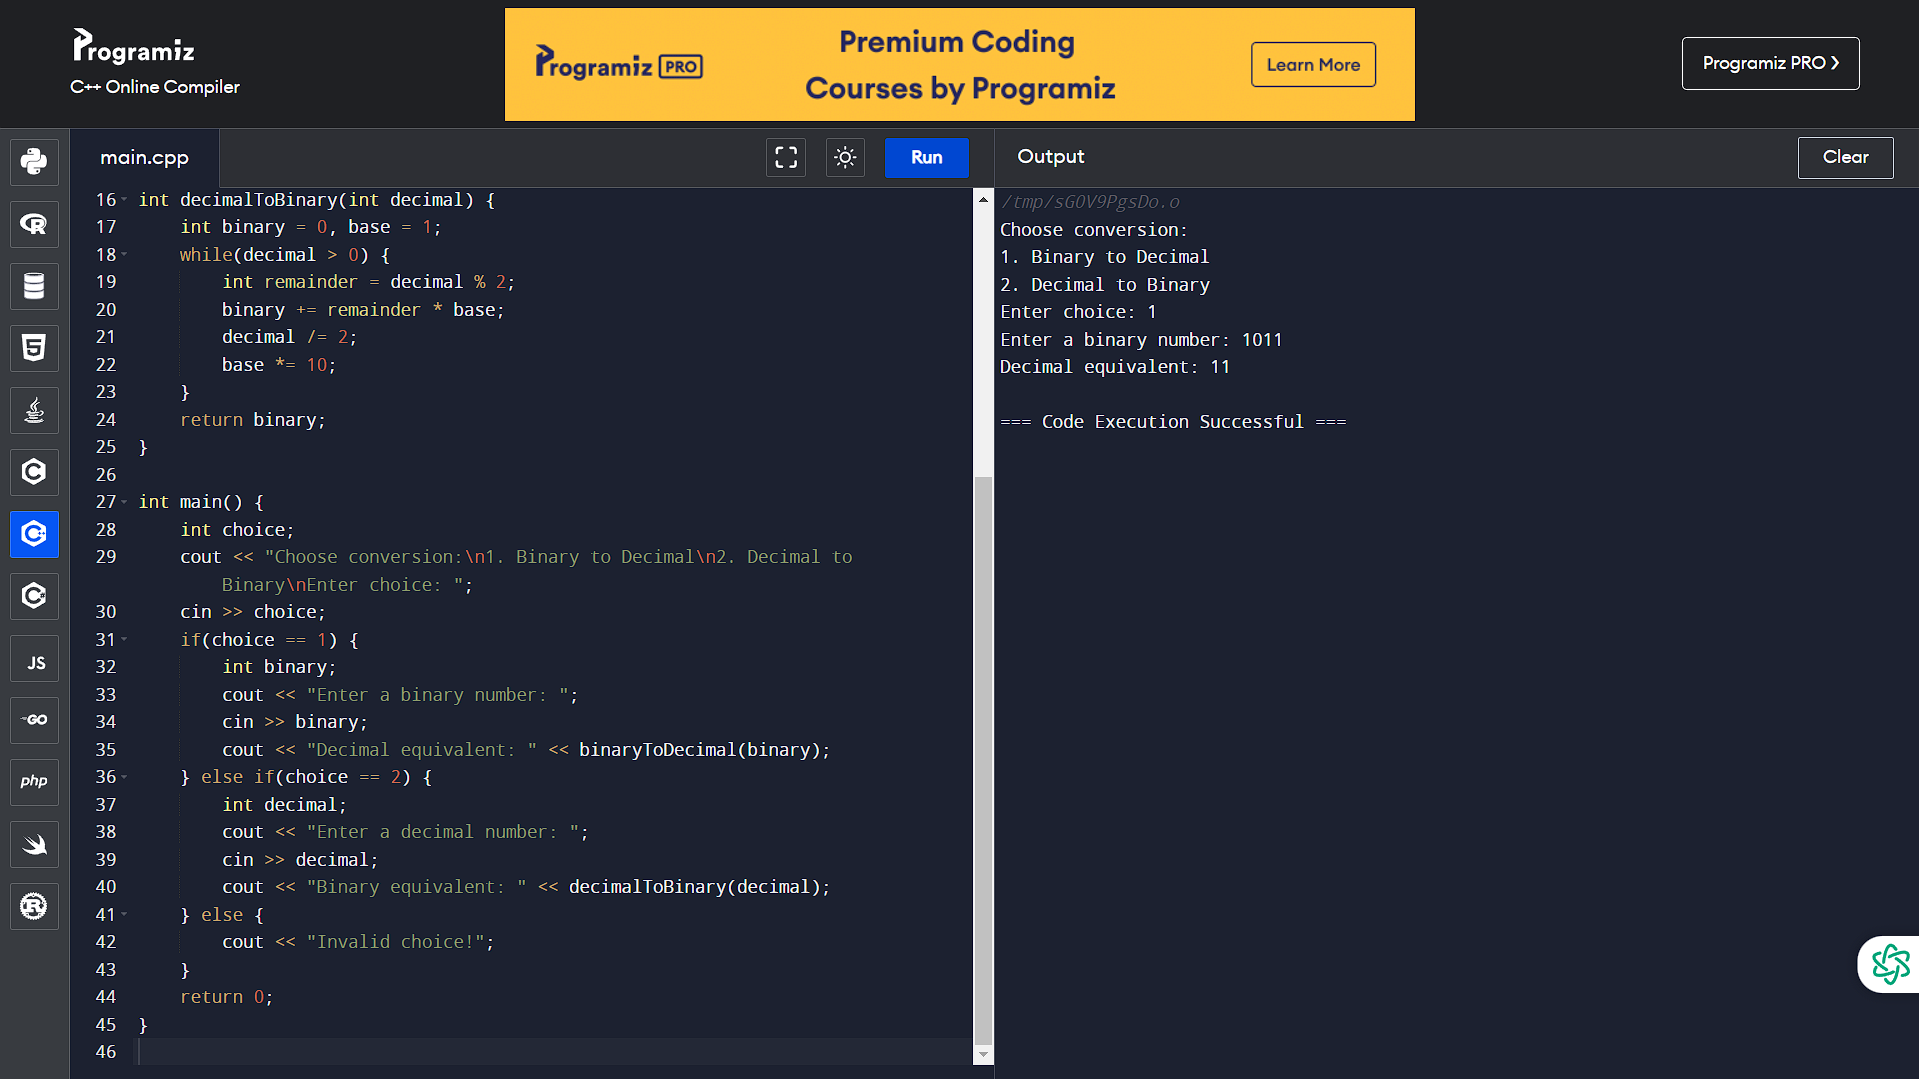 Programiz
C++ Online Compiler
Programiz PRO
Premium Coding
Courses by Programiz
Learn More
Programiz PRO ❯
main.cpp
Run
Output
Clear
16 int decimalToBinary(int decimal) {
17     int binary = 0, base = 1;
18     while(decimal > 0) {
19         int remainder = decimal % 2;
20         binary += remainder * base;
21         decimal /= 2;
22         base *= 10;
23     }
24     return binary;
25 }
26
27 int main() {
28     int choice;
29     cout << "Choose conversion:\n1. Binary to Decimal\n2. Decimal to
        Binary\nEnter choice: ";
30     cin >> choice;
31     if(choice == 1) {
32         int binary;
33         cout << "Enter a binary number: ";
34         cin >> binary;
35         cout << "Decimal equivalent: " << binaryToDecimal(binary);
36     } else if(choice == 2) {
37         int decimal;
38         cout << "Enter a decimal number: ";
39         cin >> decimal;
40         cout << "Binary equivalent: " << decimalToBinary(decimal);
41     } else {
42         cout << "Invalid choice!";
43     }
44     return 0;
45 }
46
/tmp/sG0V9PgsDo.o
Choose conversion:
1. Binary to Decimal
2. Decimal to Binary
Enter choice: 1
Enter a binary number: 1011
Decimal equivalent: 11
=== Code Execution Successful ===
R
5
C
C+
C#
JS
GO
php
R